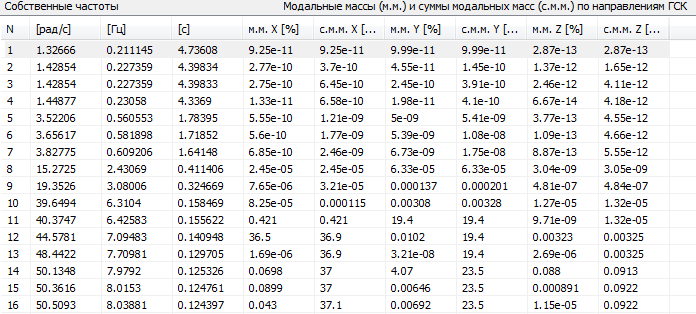 Собственные частоты Модальные массы (м.м.) и суммы модальных масс (с.м.м.) по направлениям ГСК
N [рад/с] [Гц] [с] м.м. X [%] с.м.м. X [... м.м. Y [%] с.м.м. Y [... м.м. Z [%] с.м.м. Z [...
1 1.32666 0.211145 4.73608 9.25e-11 9.25e-11 9.99e-11 9.99e-11 2.87e-13 2.87e-13
2 1.42854 0.227359 4.39834 2.77e-10 3.7e-10 4.55e-11 1.45e-10 1.37e-12 1.65e-12
3 1.42854 0.227359 4.39833 2.75e-10 6.45e-10 2.45e-10 3.91e-10 2.46e-12 4.11e-12
4 1.44877 0.23058 4.3369 1.33e-11 6.58e-10 1.98e-11 4.1e-10 6.67e-14 4.18e-12
5 3.52206 0.560553 1.78395 5.55e-10 1.21e-09 5e-09 5.41e-09 3.77e-13 4.55e-12
6 3.65617 0.581898 1.71852 5.6e-10 1.77e-09 5.39e-09 1.08e-08 1.09e-13 4.66e-12
7 3.82775 0.609206 1.64148 6.85e-10 2.46e-09 6.73e-09 1.75e-08 8.87e-13 5.55e-12
8 15.2725 2.43069 0.411406 2.45e-05 2.45e-05 6.33e-05 6.33e-05 3.04e-09 3.05e-09
9 19.3526 3.08006 0.324669 7.65e-06 3.21e-05 0.000137 0.000201 4.81e-07 4.84e-07
10 39.6494 6.3104 0.158469 8.25e-05 0.000115 0.00308 0.00328 1.27e-05 1.32e-05
11 40.3747 6.42583 0.155622 0.421 0.421 19.4 19.4 9.71e-09 1.32e-05
12 44.5781 7.09483 0.140948 36.5 36.9 0.0102 19.4 0.00323 0.00325
13 48.4422 7.70981 0.129705 1.69e-06 36.9 3.21e-08 19.4 2.69e-06 0.00325
14 50.1348 7.9792 0.125326 0.0698 37 4.07 23.5 0.088 0.0913
15 50.3616 8.0153 0.124761 0.0899 37 0.00646 23.5 0.000891 0.0922
16 50.5093 8.03881 0.124397 0.043 37.1 0.00692 23.5 1.15e-05 0.0922